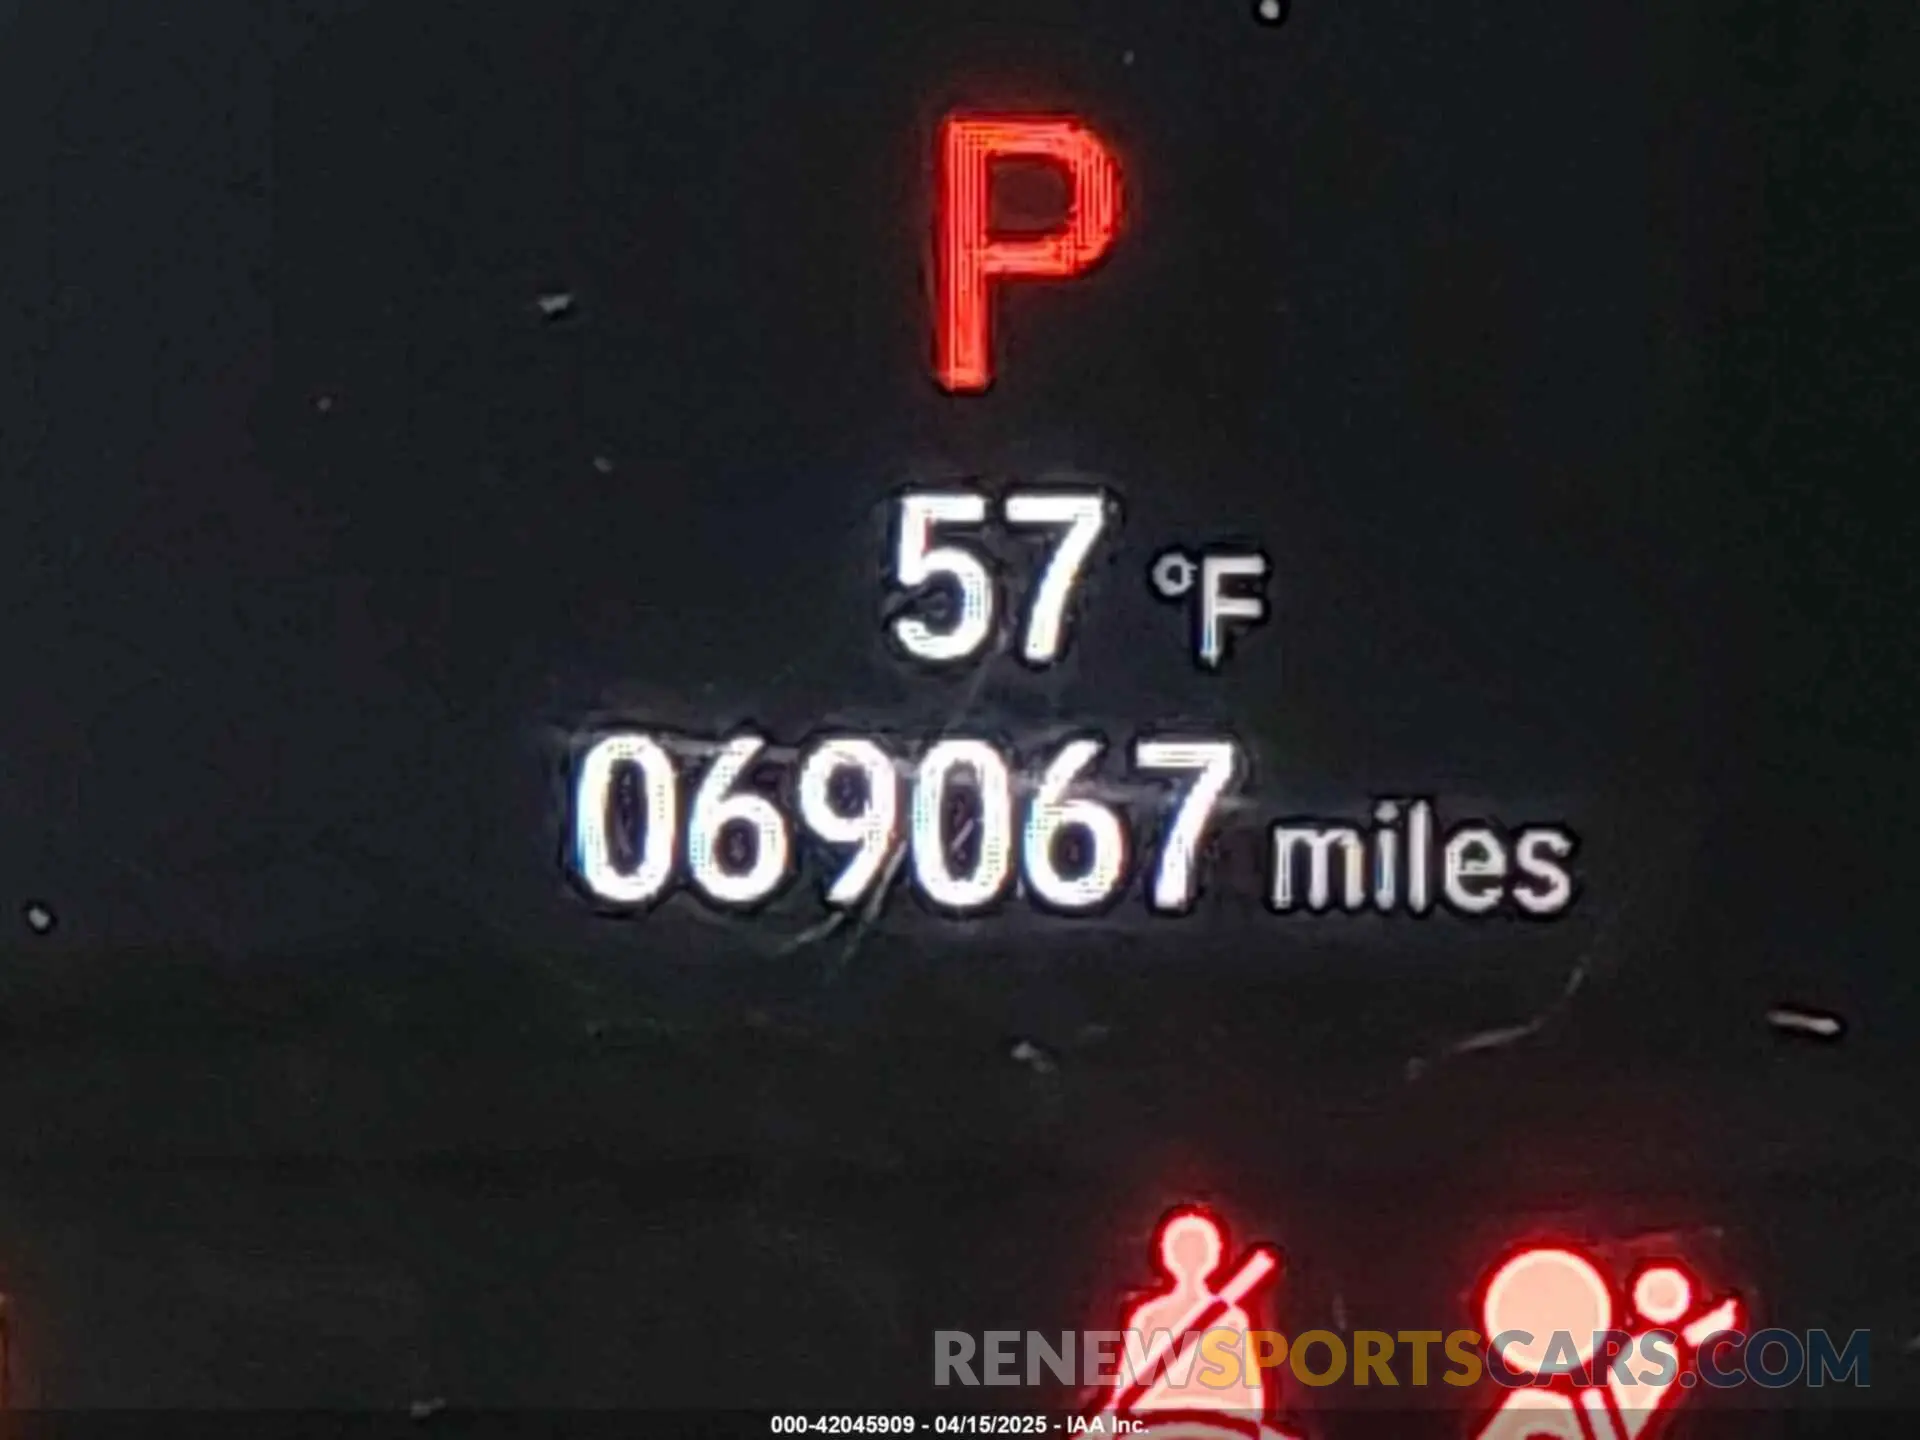 P
57 °F
069067 miles
RENEWSPORTSCARS.COM
000-42045909 - 04/15/2025 - IAA Inc.